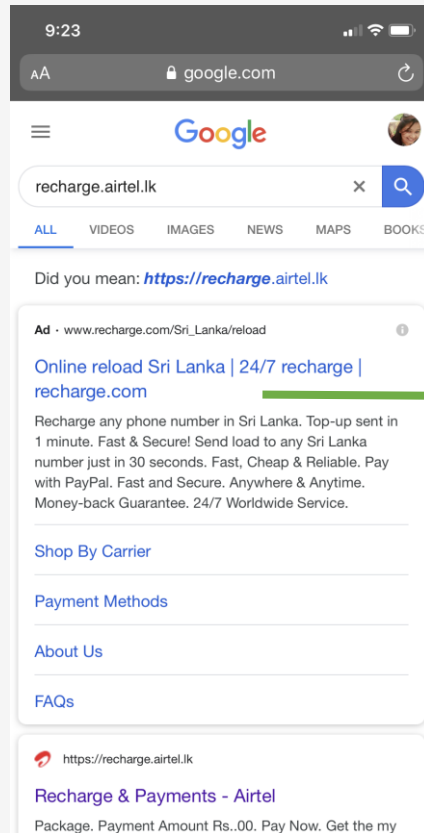 9:23
AA google.com
Google
recharge.airtel.lk
ALL VIDEOS IMAGES NEWS MAPS BOOKS
Did you mean: https://recharge.airtel.lk
Ad · www.recharge.com/Sri_Lanka/reload
Online reload Sri Lanka | 24/7 recharge |
recharge.com
Recharge any phone number in Sri Lanka. Top-up sent in
1 minute. Fast & Secure! Send load to any Sri Lanka
number just in 30 seconds. Fast, Cheap & Reliable. Pay
with PayPal. Fast and Secure. Anywhere & Anytime.
Money-back Guarantee. 24/7 Worldwide Service.
Shop By Carrier
Payment Methods
About Us
FAQs
https://recharge.airtel.lk
Recharge & Payments - Airtel
Package. Payment Amount Rs..00. Pay Now. Get the my